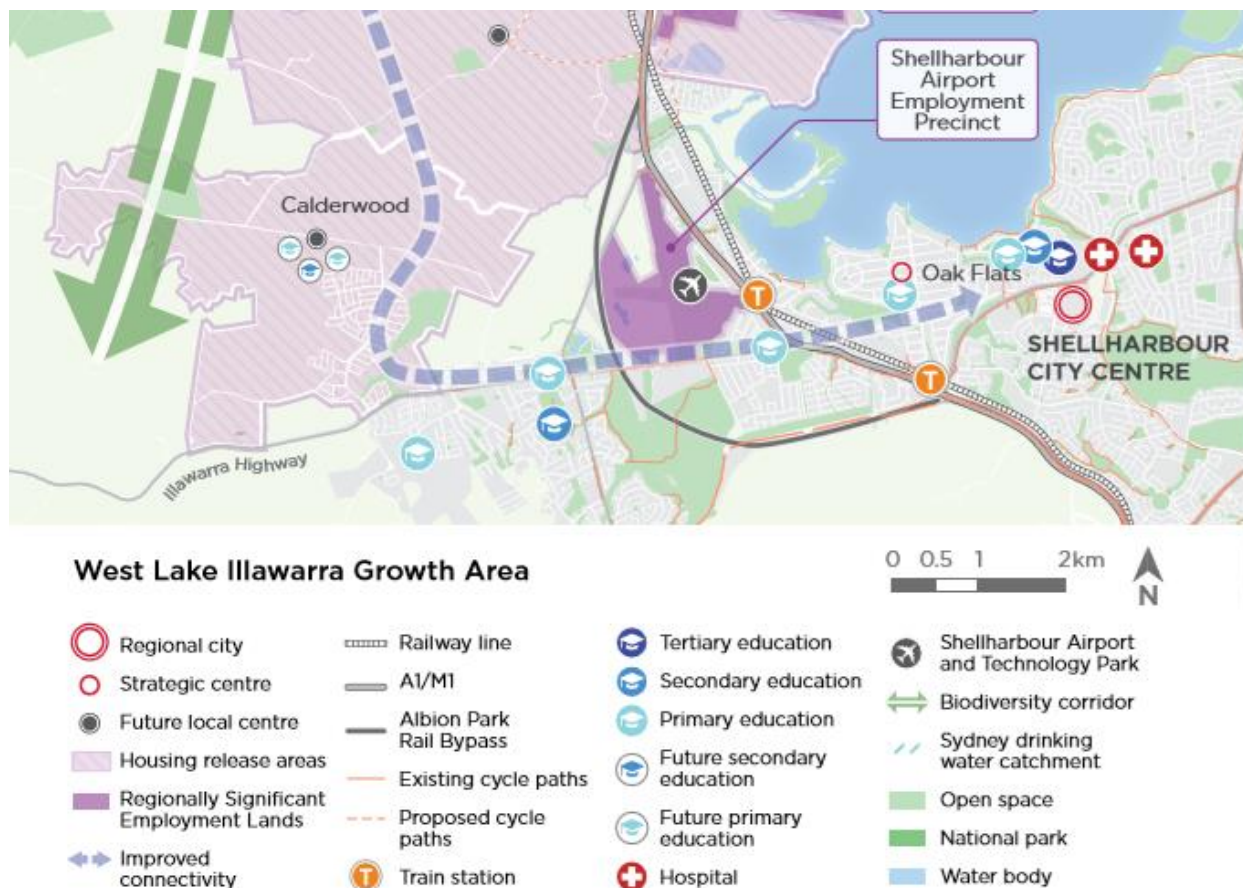 Shellharbour
Airport
Employment
Precinct
Calderwood
Oak Flats
SHELLHARBOUR
CITY CENTRE
T
T
Illawarra Highway
West Lake Illawarra Growth Area
0 0.5 1 2km
N
Regional city
Strategic centre
Future local centre
Housing release areas
Regionally Significant
Employment Lands
Improved
connectivity
Railway line
A1/M1
Albion Park
Rail Bypass
Existing cycle paths
Proposed cycle
paths
T Train station
Tertiary education
Secondary education
Primary education
Future secondary
education
Future primary
education
Hospital
Shellharbour Airport
and Technology Park
Biodiversity corridor
Sydney drinking
water catchment
Open space
National park
Water body